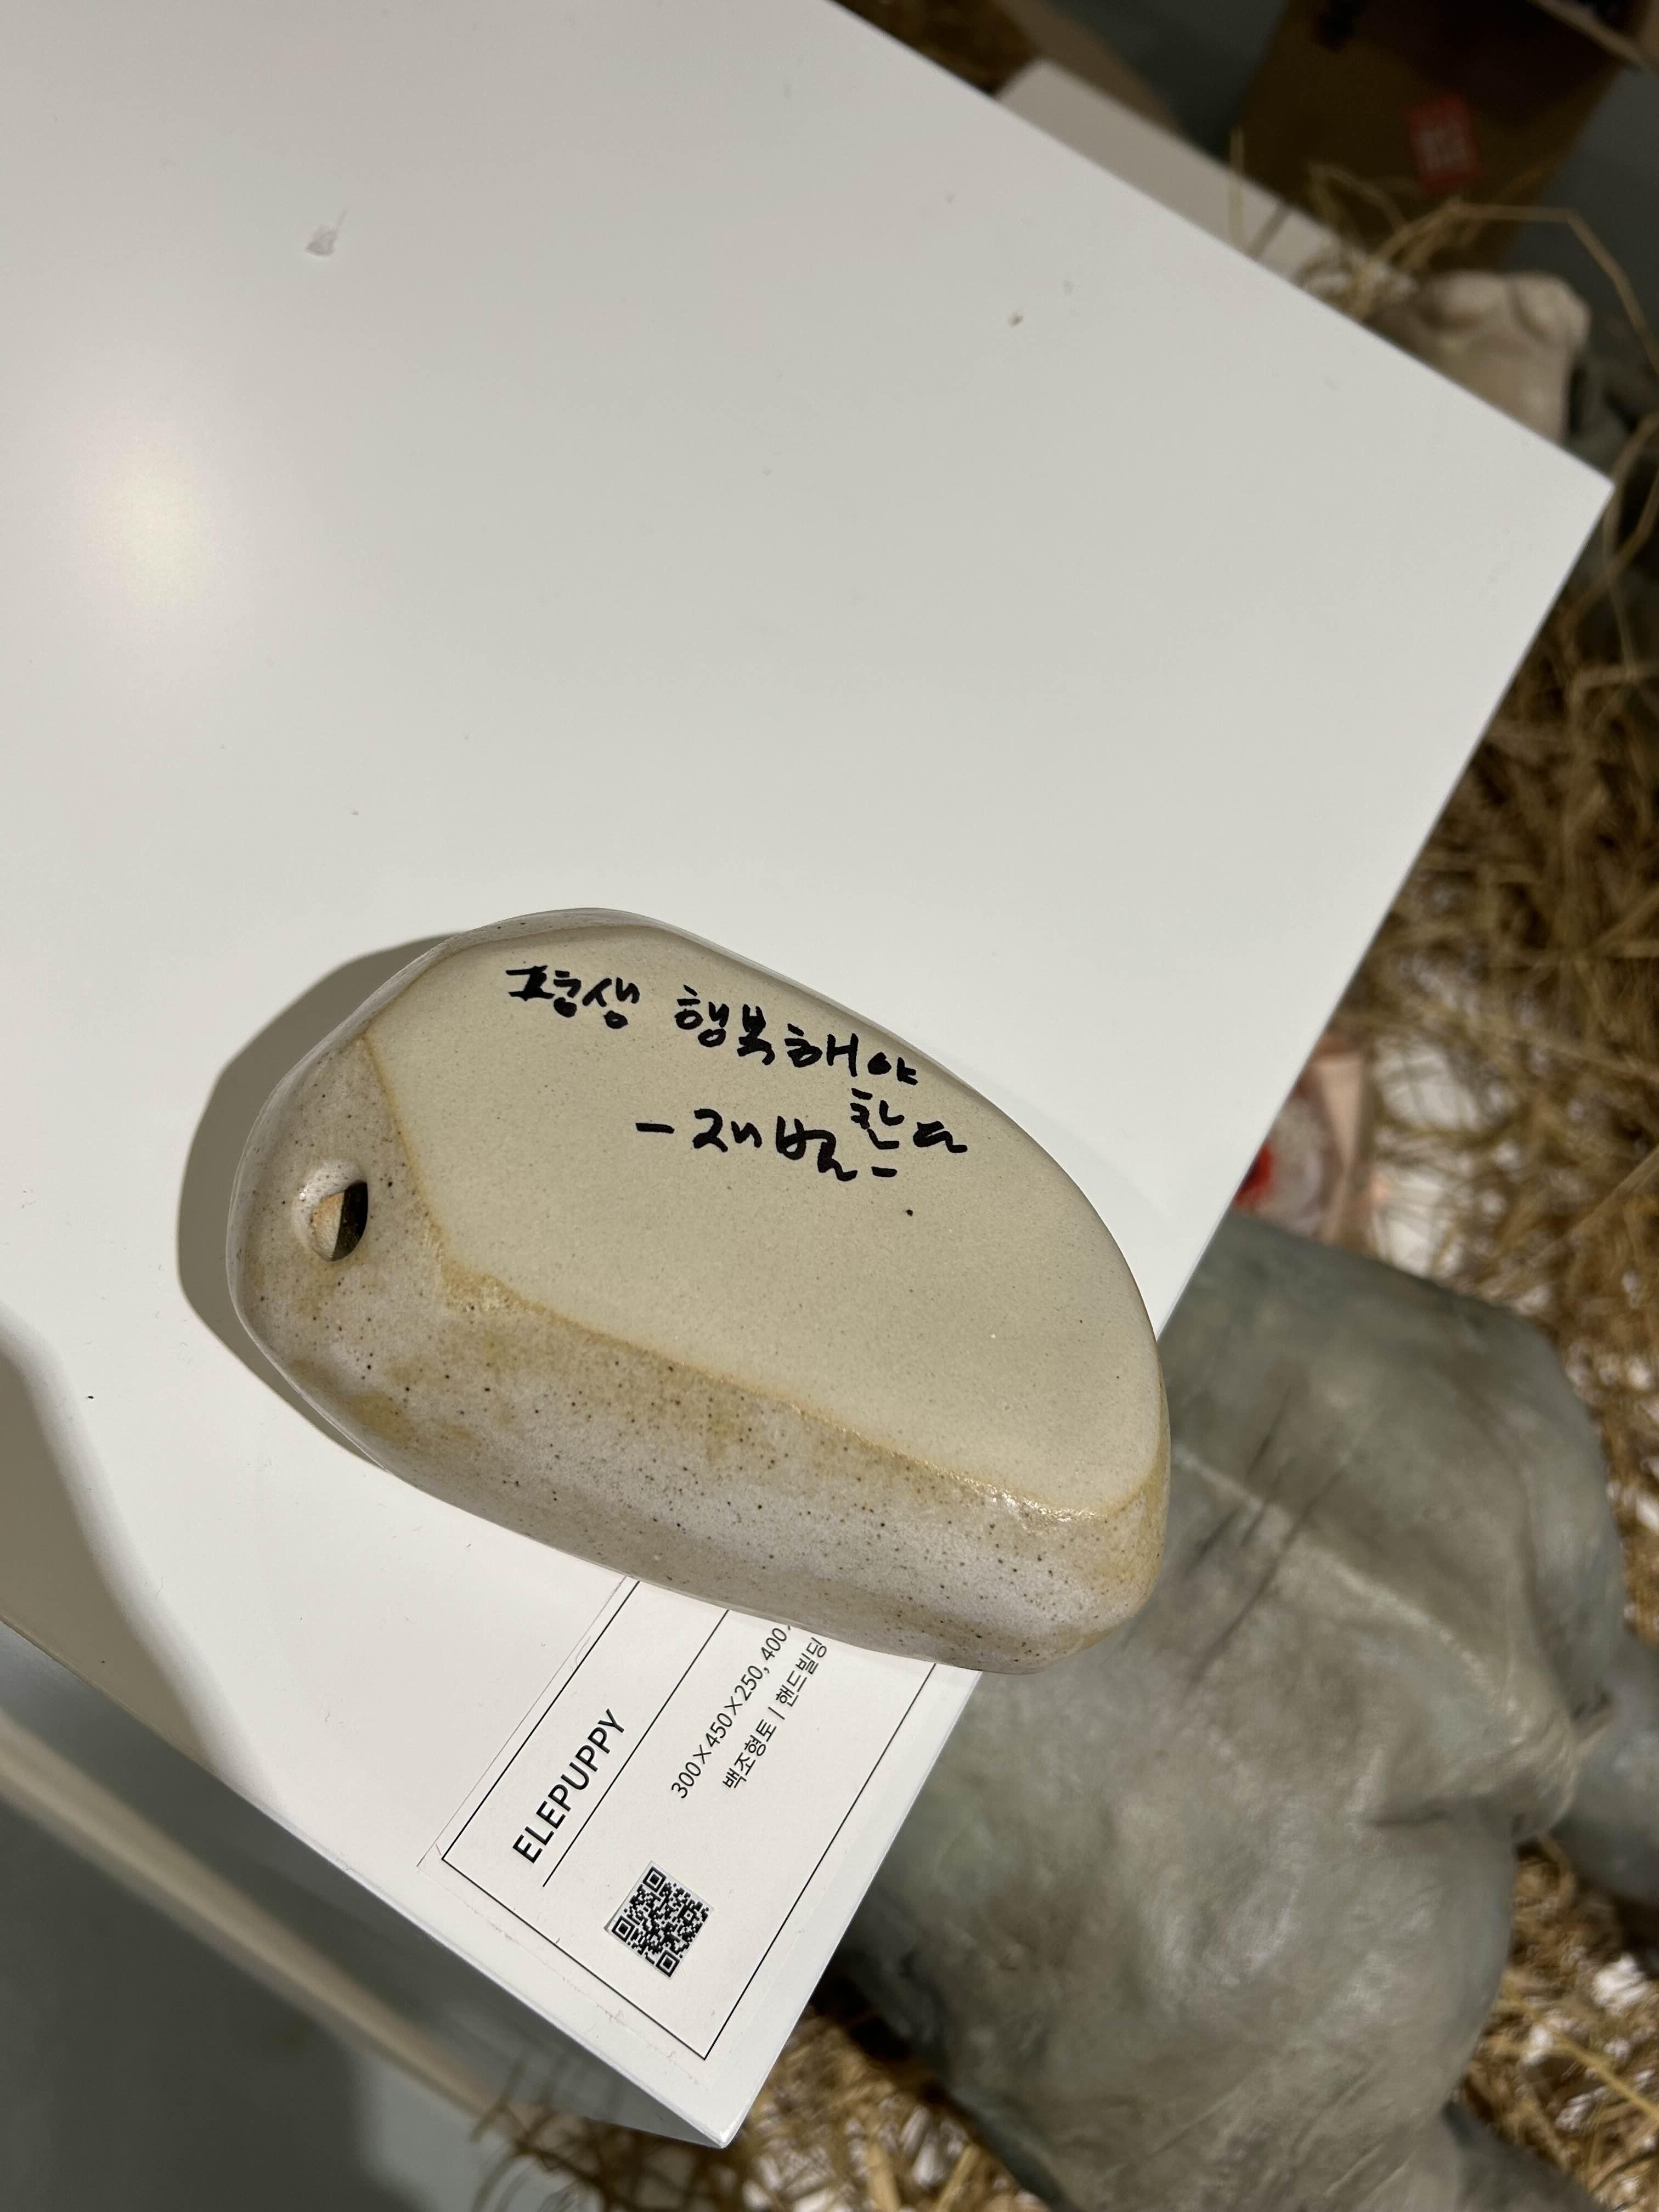 평생 행복해야
한다
-재벌-
ELEPUPPY
300×450×250, 400
백조형토 | 핸드빌딩